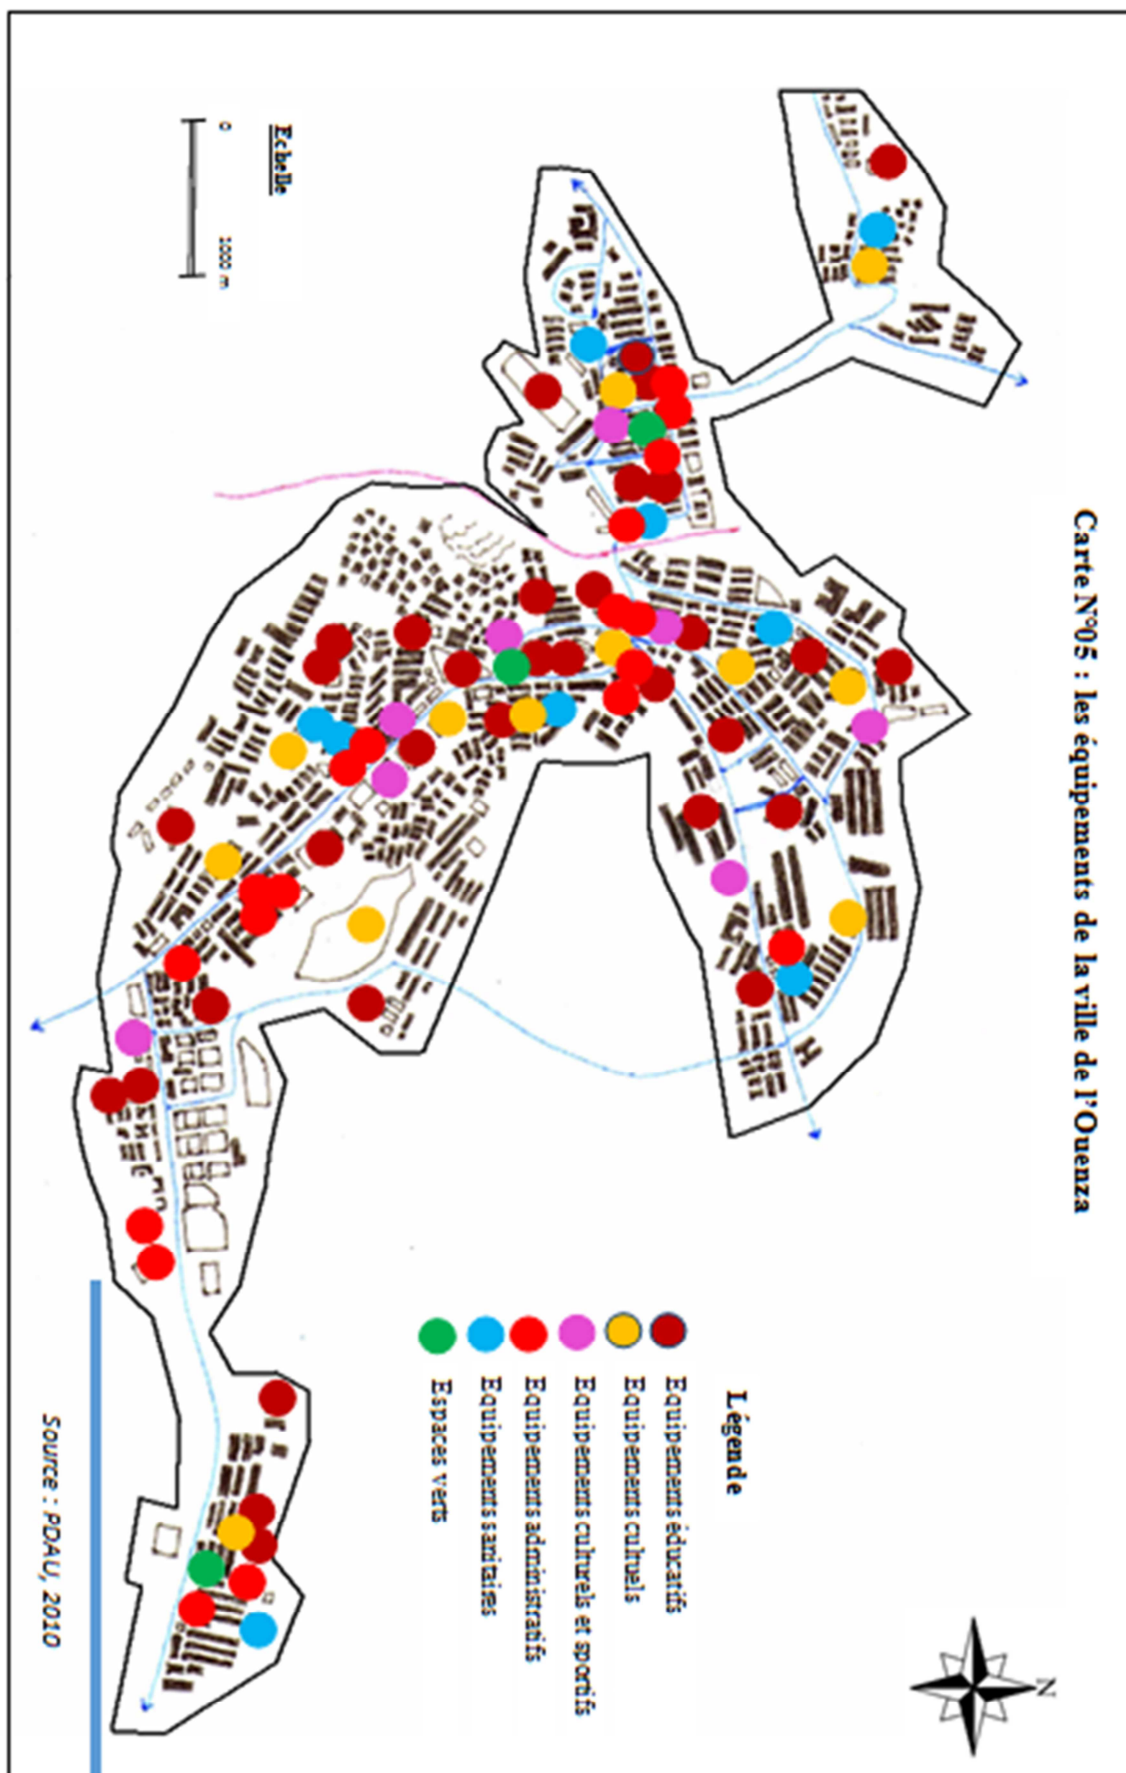 Carte N°05 : les équipements de la ville de l'Ouenza
N
Echelle
0
1000 m
Légende
Equipements éducatifs
Equipements cultuels
Equipements culturels et sportifs
Equipements administratifs
Equipements sanitaires
Espaces verts
Source : PDAU, 2010